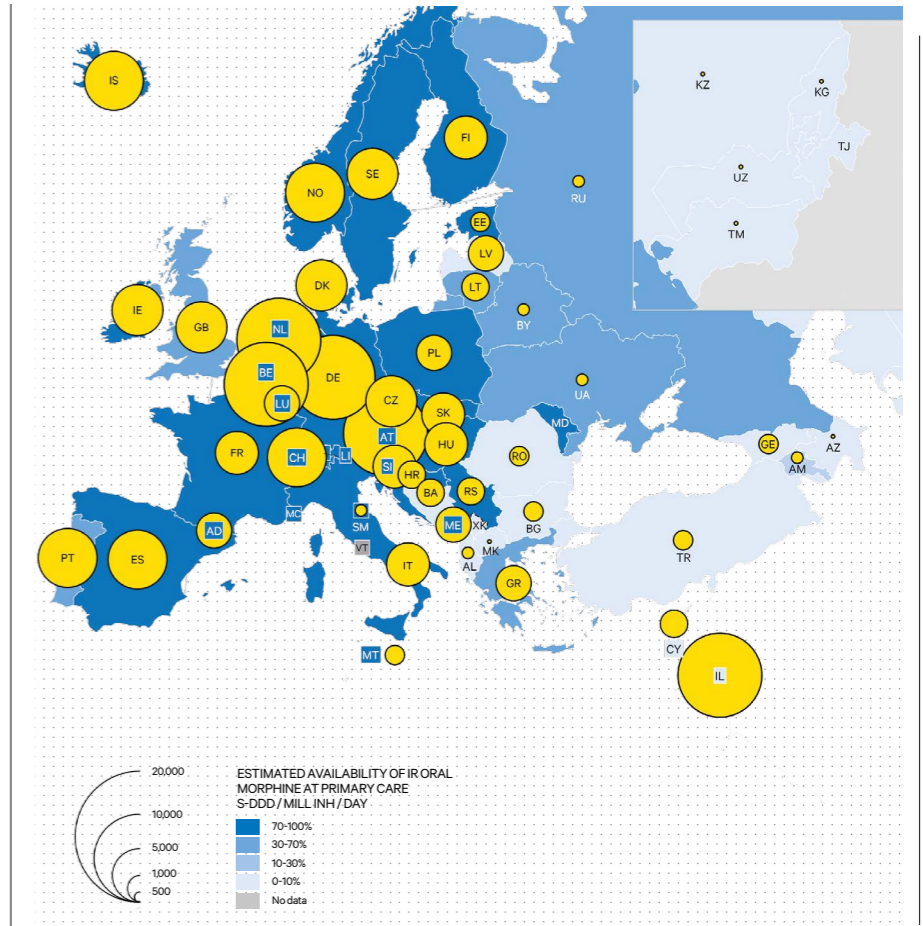 KZ
KG
IS
FI
TJ
UZ
SE
RU
NO
EE
TM
LV
DK
LT
IE
BY
GB
NL
PL
BE
DE
UA
CZ
LU
SK
MD
AT
HU
GE
AZ
FR
CH
LI
RO
AM
SI
HR
BA
RS
MC
BG
AD
SM
ME
XK
VT
MK
TR
PT
ES
IT
AL
GR
CY
MT
IL
20,000
10,000
5,000
1,000
500
ESTIMATED AVAILABILITY OF IR ORAL
MORPHINE AT PRIMARY CARE
S-DDD / MILL INH / DAY
70-100%
30-70%
10-30%
0-10%
No data